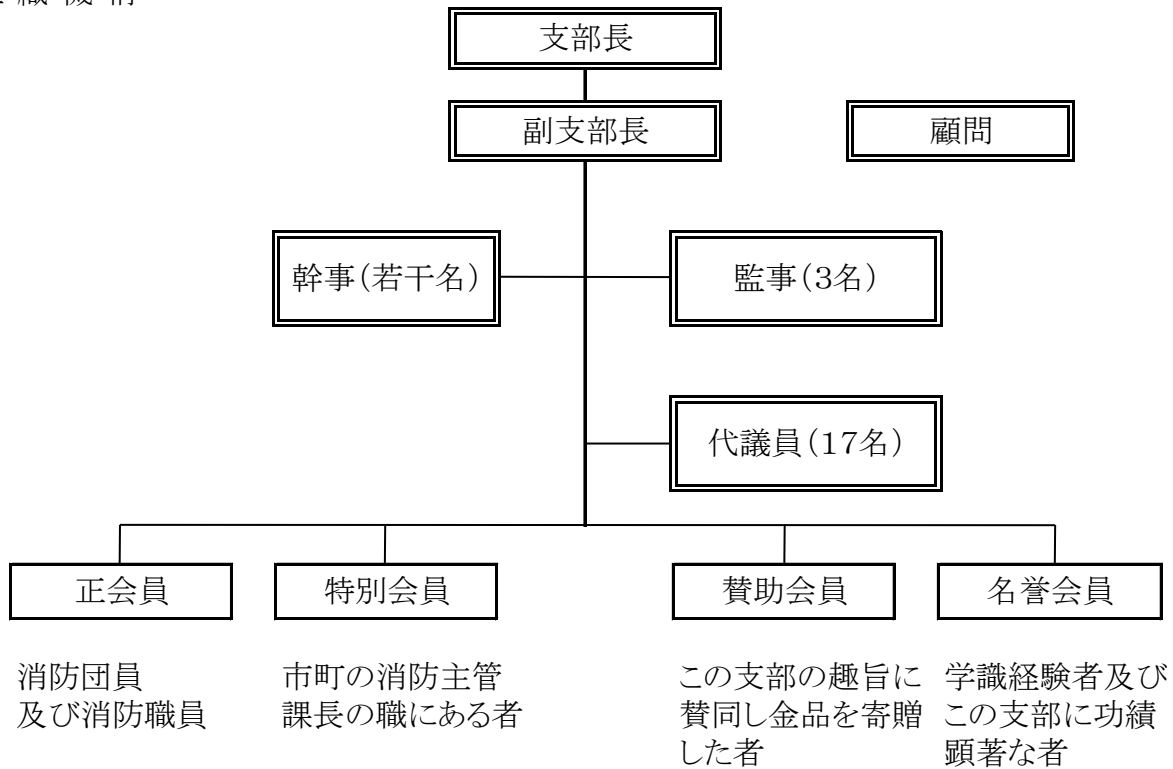 支部長
副支部長
顧問
幹事(若干名)
監事(3名)
代議員(17名)
正会員
特別会員
賛助会員
名誉会員
消防団員
及び消防職員
市町の消防主管
課長の職にある者
この支部の趣旨に
賛同し金品を寄贈
した者
学識経験者及び
この支部に功績
顕著な者